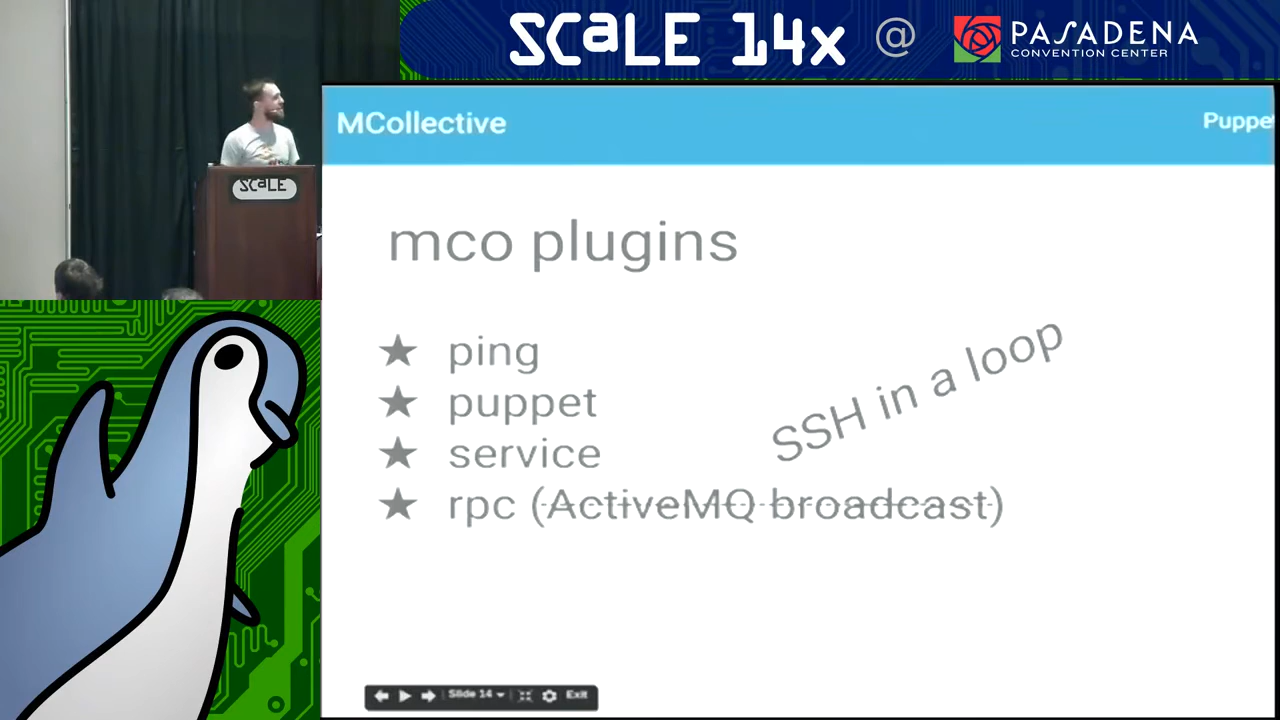 SCaLE 14x @ PASADENA
CONVENTION CENTER
SCaLE
MCollective
Puppet
mco plugins
★ ping
★ puppet
★ service
★ rpc (ActiveMQ broadcast)
SSH in a loop
Slide 14
Exit